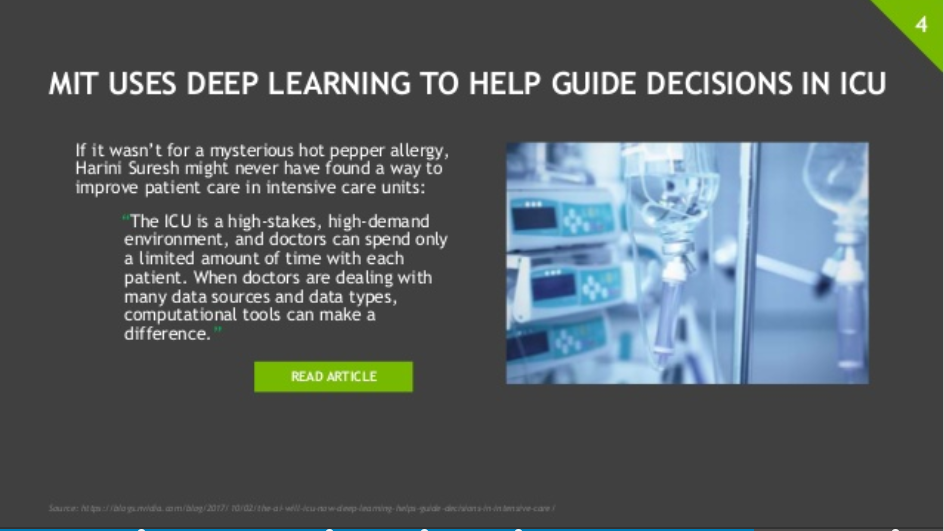 4
MIT USES DEEP LEARNING TO HELP GUIDE DECISIONS IN ICU
If it wasn't for a mysterious hot pepper allergy,
Harini Suresh might never have found a way to
improve patient care in intensive care units:
"The ICU is a high-stakes, high-demand
environment, and doctors can spend only
a limited amount of time with each
patient. When doctors are dealing with
many data sources and data types,
computational tools can make a
difference."
READ ARTICLE
Source: https://blogs.nvidia.com/blog/2017/10/02/the-ai-will-icu-now-deep-learning-helps-guide-decisions-in-intensive-care/